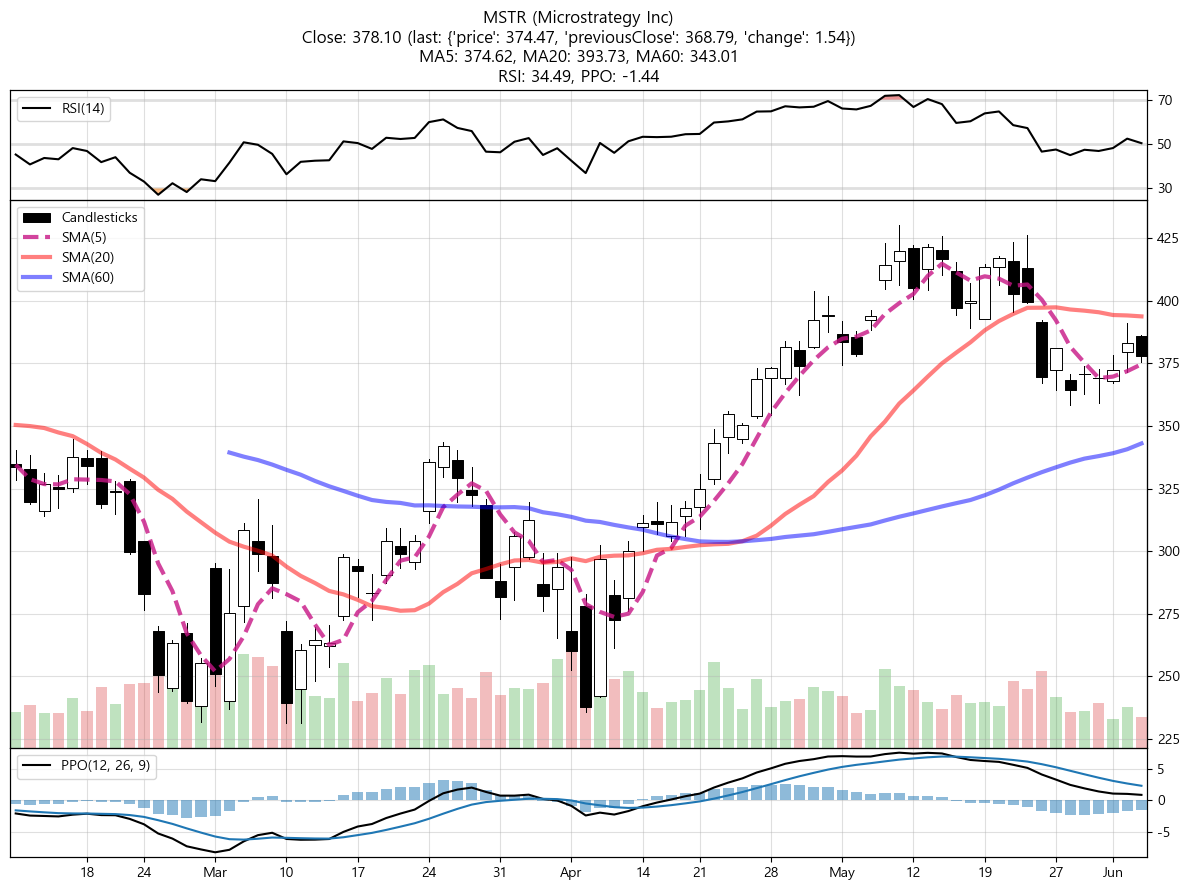 MSTR (Microstrategy Inc)
Close: 378.10 (last: {'price': 374.47, 'previousClose': 368.79, 'change': 1.54})
MA5: 374.62, MA20: 393.73, MA60: 343.01
RSI: 34.49, PPO: -1.44
RSI(14)
70
50
30
Candlesticks
SMA(5)
SMA(20)
SMA(60)
425
400
375
350
325
300
275
250
225
PPO(12, 26, 9)
5
0
-5
18 24 Mar 10 17 24 31 Apr 8 14 21 28 May 12 19 27 Jun